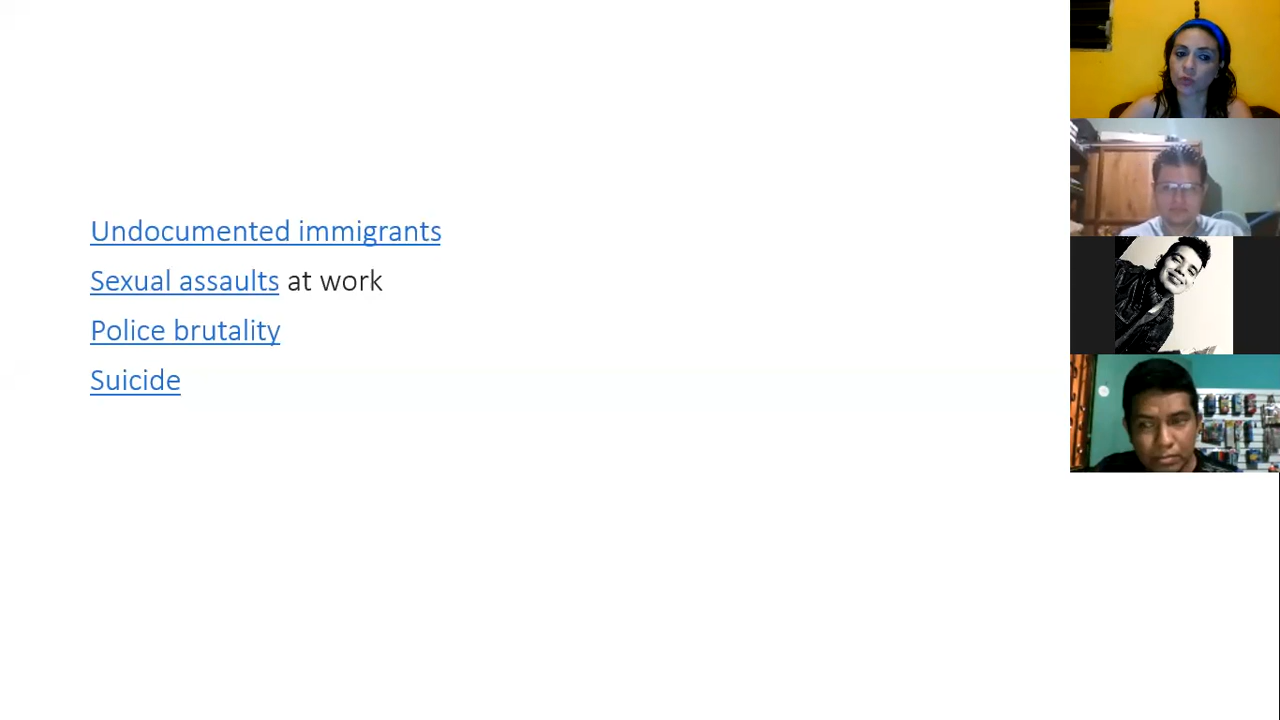 Undocumented immigrants
Sexual assaults at work
Police brutality
Suicide